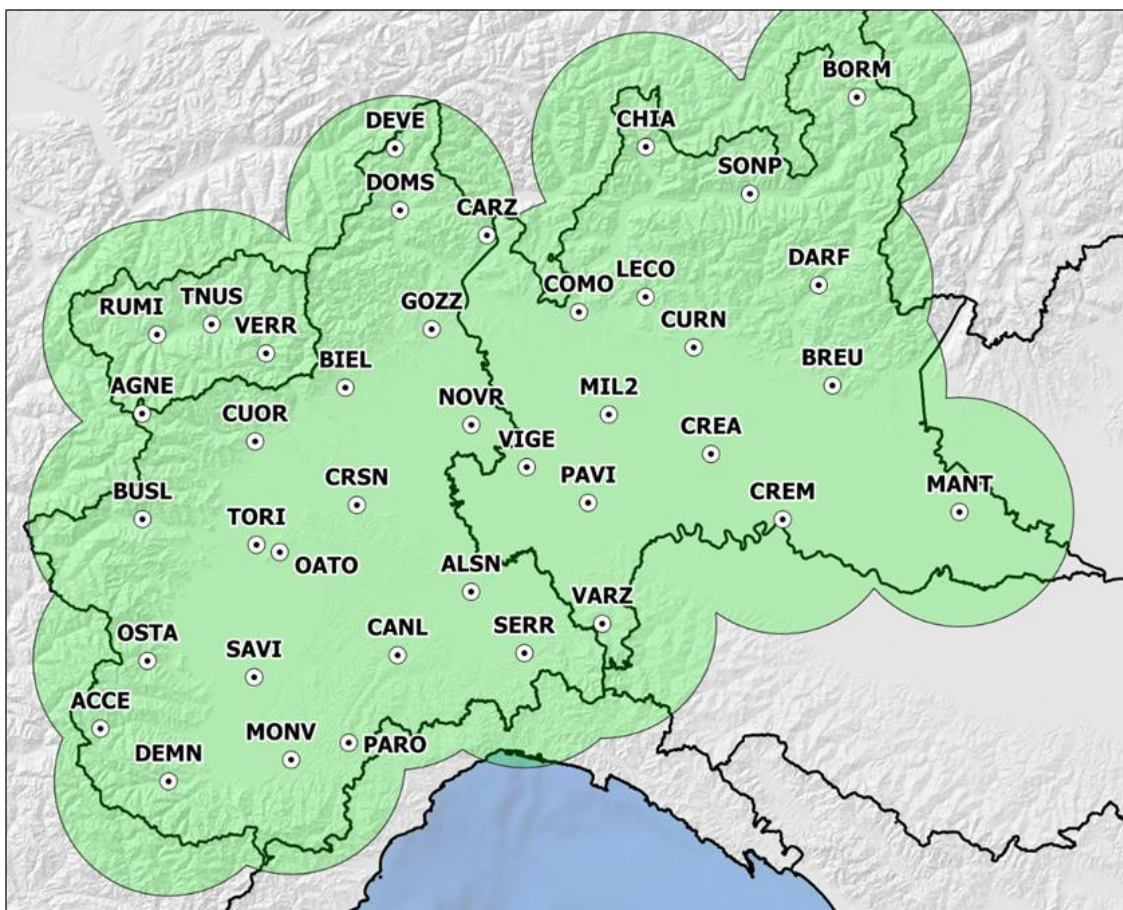 BORM
DEVE
CHIA
SONP
DOMS
CARZ
DARF
LECO
COMO
TNUS
RUMI
GOZZ
CURN
VERR
BREU
BIEL
AGNE
MIL2
NOVR
CUOR
CREA
VIGE
PAVI
CRSN
MANT
CREM
BUSL
TORI
OATO
ALSN
VARZ
SERR
CANL
OSTA
SAVI
ACCE
MONV
PARO
DEMN